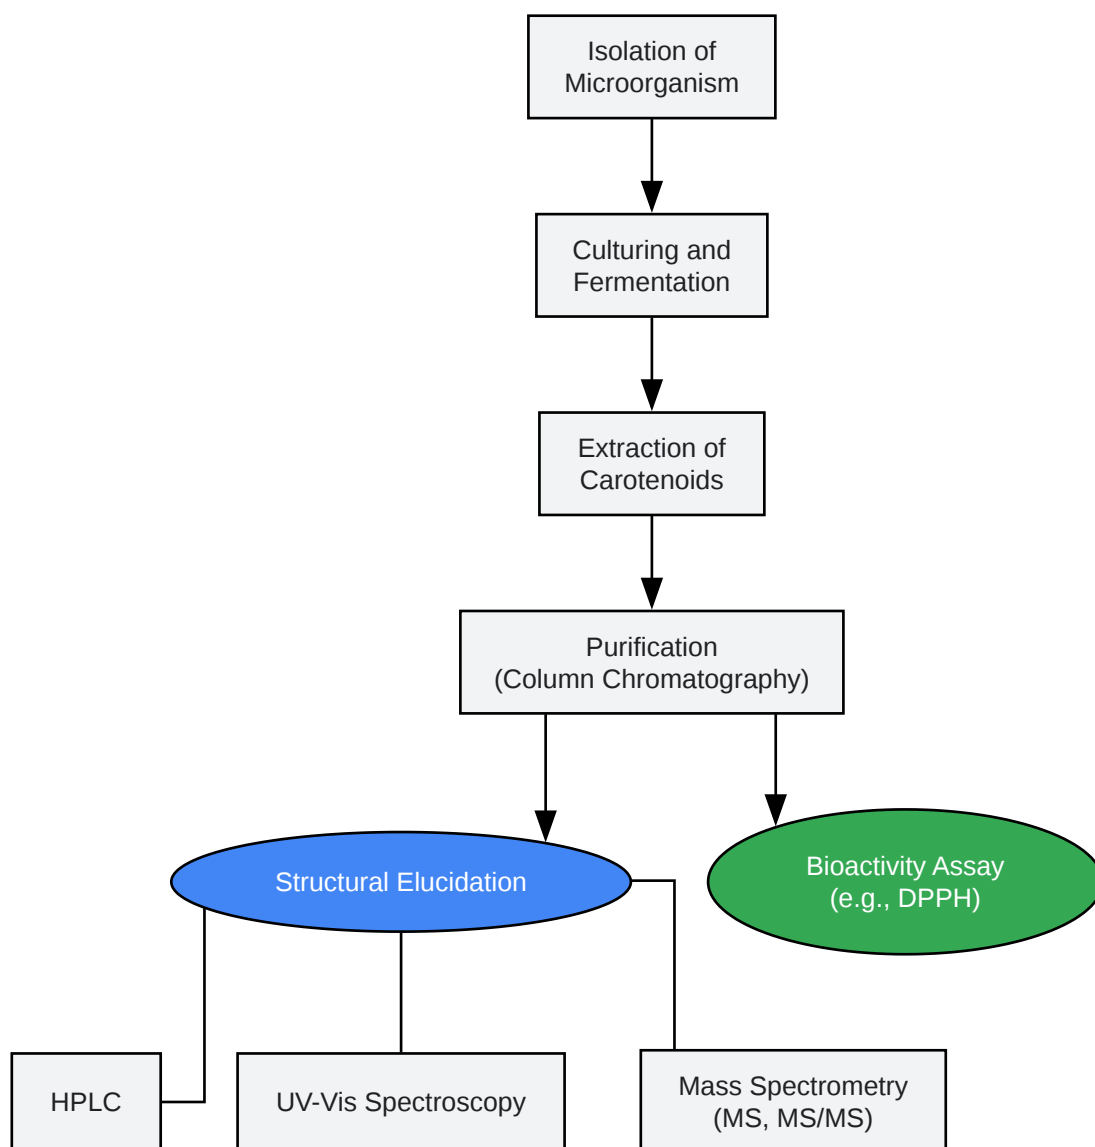 Isolation of
Microorganism
Culturing and
Fermentation
Extraction of
Carotenoids
Purification
(Column Chromatography)
Structural Elucidation
Bioactivity Assay
(e.g., DPPH)
HPLC
UV-Vis Spectroscopy
Mass Spectrometry
(MS, MS/MS)